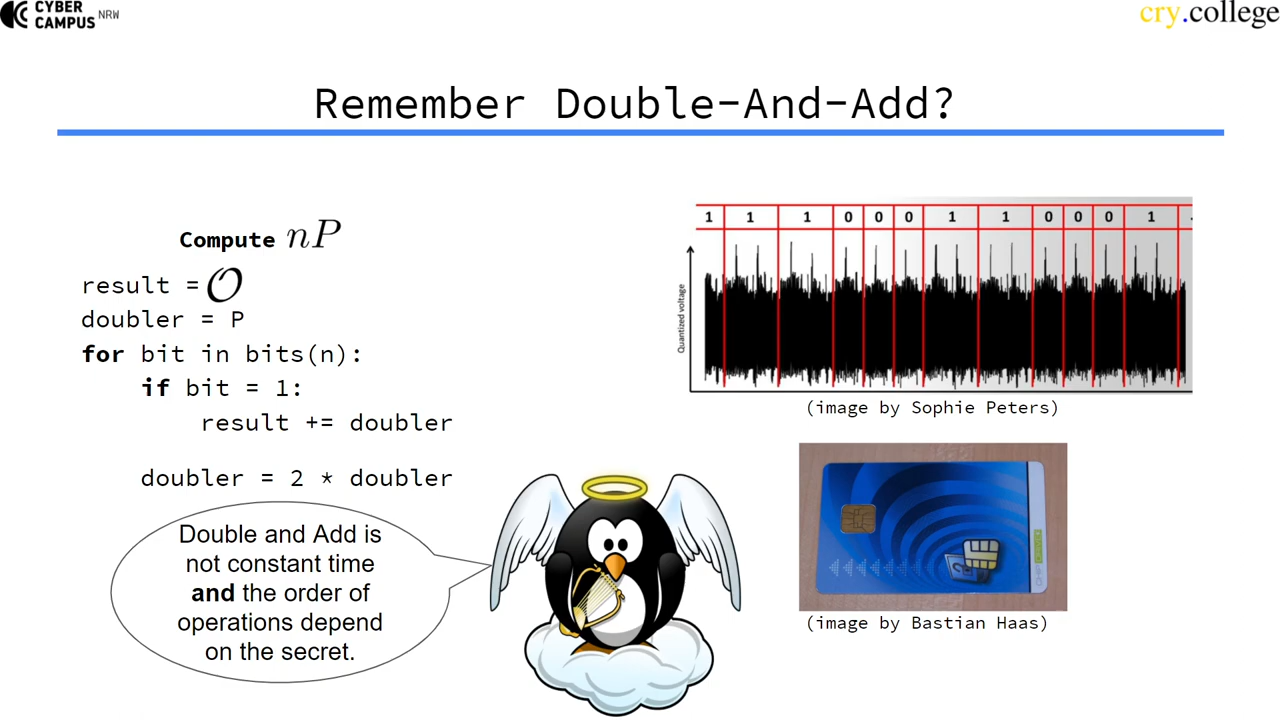 CYBER
CAMPUS NRW
cry.college
Remember Double-And-Add?
Compute nP
result = 𝒪
doubler = P
for bit in bits(n):
if bit = 1:
result += doubler
doubler = 2 * doubler
Double and Add is
not constant time
and the order of
operations depend
on the secret.
1 1 1 0 0 0 1 1 0 0 0 1
Quantized voltage
(image by Sophie Peters)
(image by Bastian Haas)